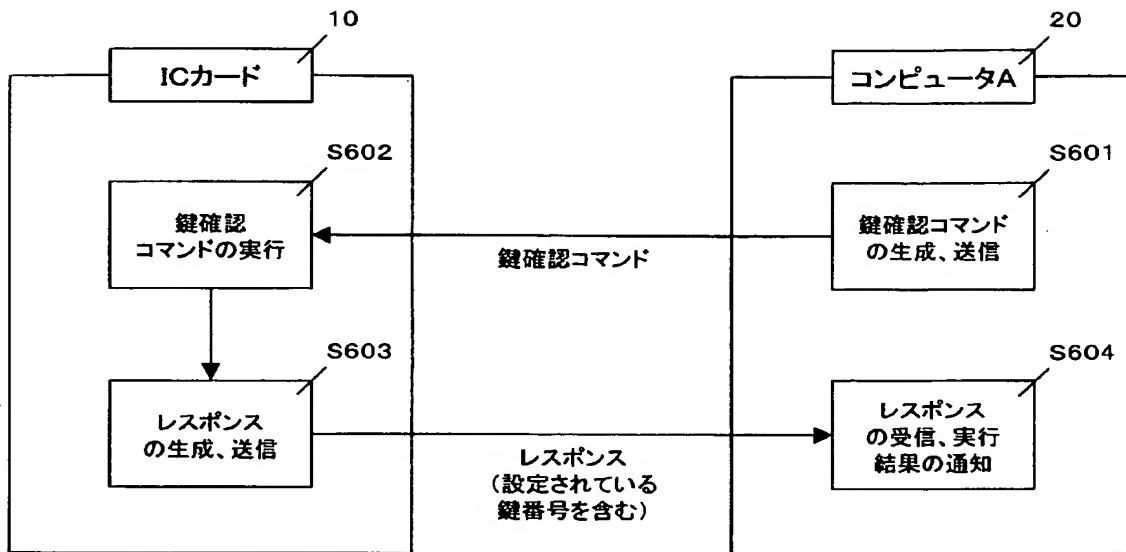 10
ICカード
20
コンピュータA
S602
鍵確認
コマンドの実行
S601
鍵確認コマンド
の生成、送信
鍵確認コマンド
S603
レスポンス
の生成、送信
S604
レスポンス
の受信、実行
結果の通知
レスポンス
(設定されている
鍵番号を含む)